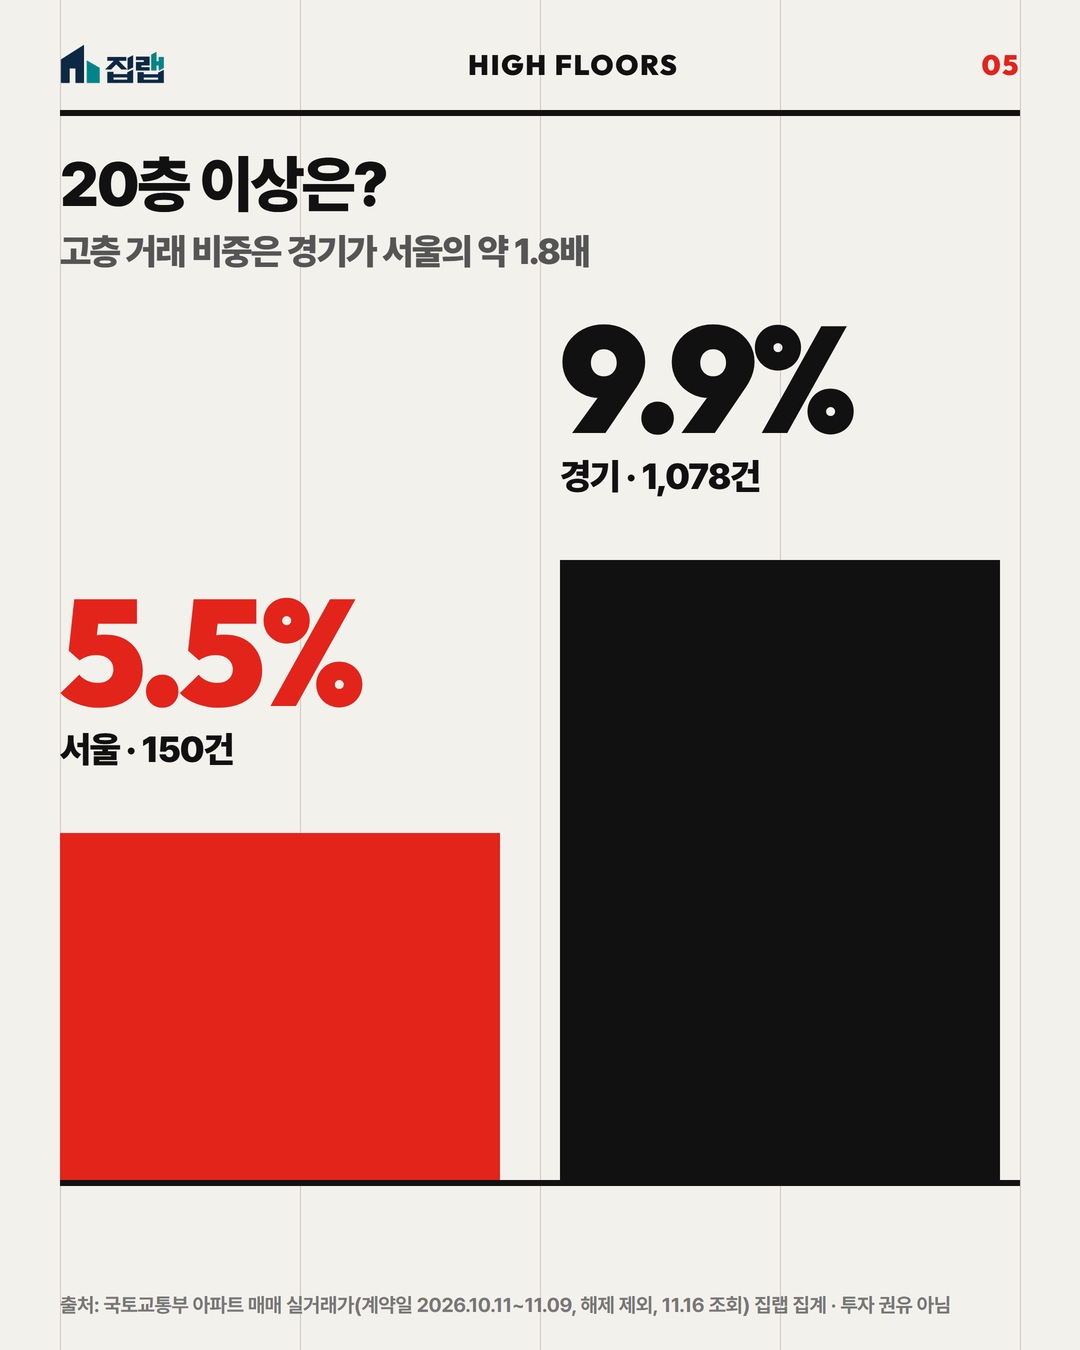 집랩
HIGH FLOORS
05
20층 이상은?
고층 거래 비중은 경기가 서울의 약 1.8배
9.9%
경기 · 1,078건
5.5%
서울 · 150건
출처: 국토교통부 아파트 매매 실거래가(계약일 2026.10.11~11.09, 해제 제외, 11.16 조회) 집랩 집계 · 투자 권유 아님